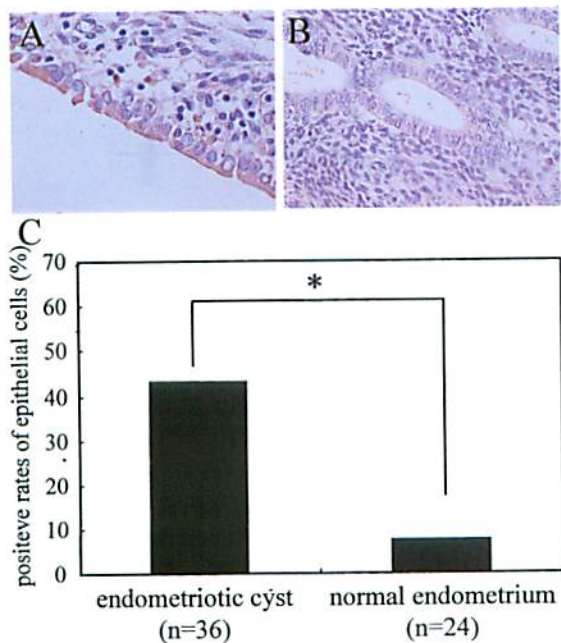 A
B
C
positeve rates of epithelial cells (%)
70
60
50
40
30
20
10
0
*
endometriotic cyst
normal endometrium
(n=36)
(n=24)